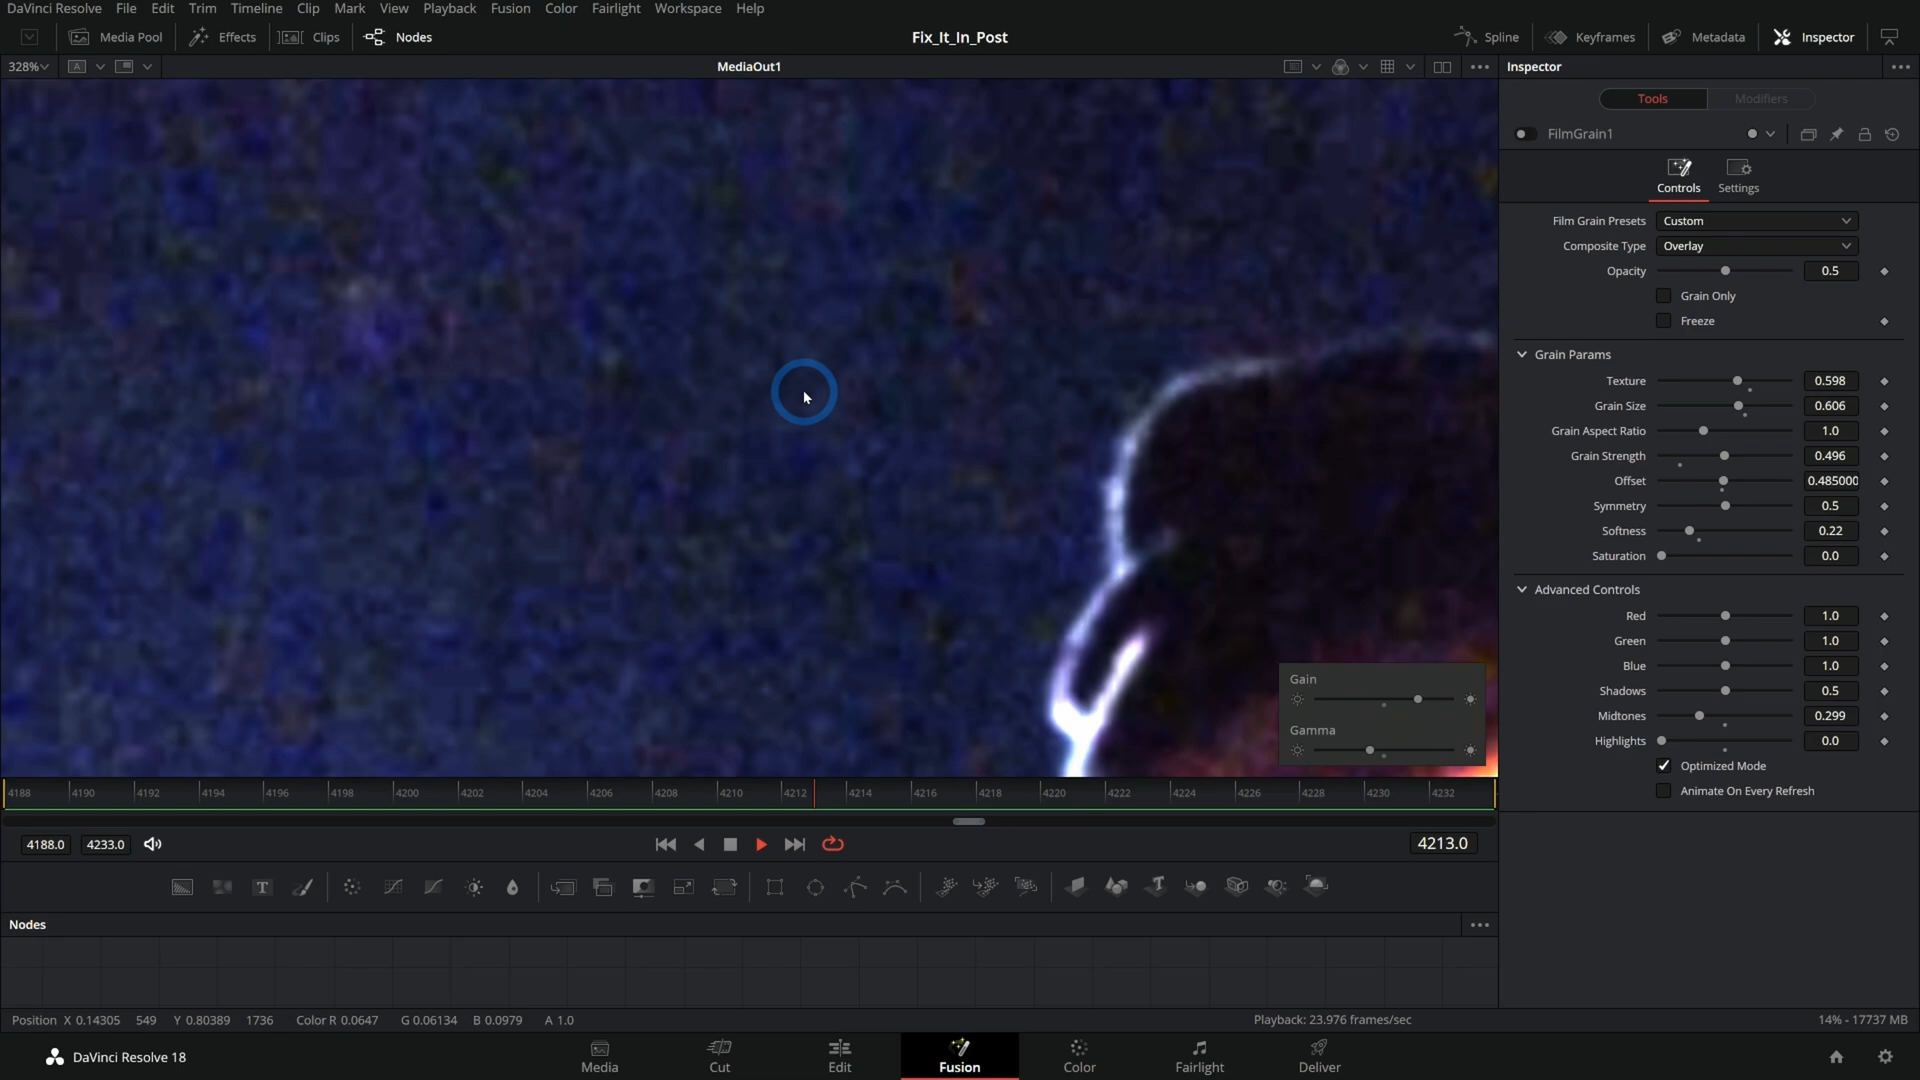 DaVinci Resolve File Edit Trim Timeline Clip Mark View Playback Fusion Color Fairlight Workspace Help
Media Pool Effects Clips Nodes Fix_It_In_Post Spline Keyframes Metadata Inspector
328% A MediaOut1 Inspector
Tools Modifiers
FilmGrain1
Controls Settings
Film Grain Presets Custom
Composite Type Overlay
Opacity 0.5
Grain Only
Freeze
Grain Params
Texture 0.598
Grain Size 0.606
Grain Aspect Ratio 1.0
Grain Strength 0.496
Offset 0.485000
Symmetry 0.5
Softness 0.22
Saturation 0.0
Advanced Controls
Red 1.0
Green 1.0
Blue 1.0
Shadows 0.5
Midtones 0.299
Highlights 0.0
Optimized Mode
Animate On Every Refresh
Gain
Gamma
4188 4190 4192 4194 4196 4198 4200 4202 4204 4206 4208 4210 4212 4214 4216 4218 4220 4222 4224 4226 4228 4230 4232
4188.0 4233.0 4213.0
T
Nodes
Position X 0.14305 549 Y 0.80389 1736 Color R 0.0647 G 0.06134 B 0.0979 A 1.0 Playback: 23.976 frames/sec 14% - 17737 MB
DaVinci Resolve 18 Media Cut Edit Fusion Color Fairlight Deliver